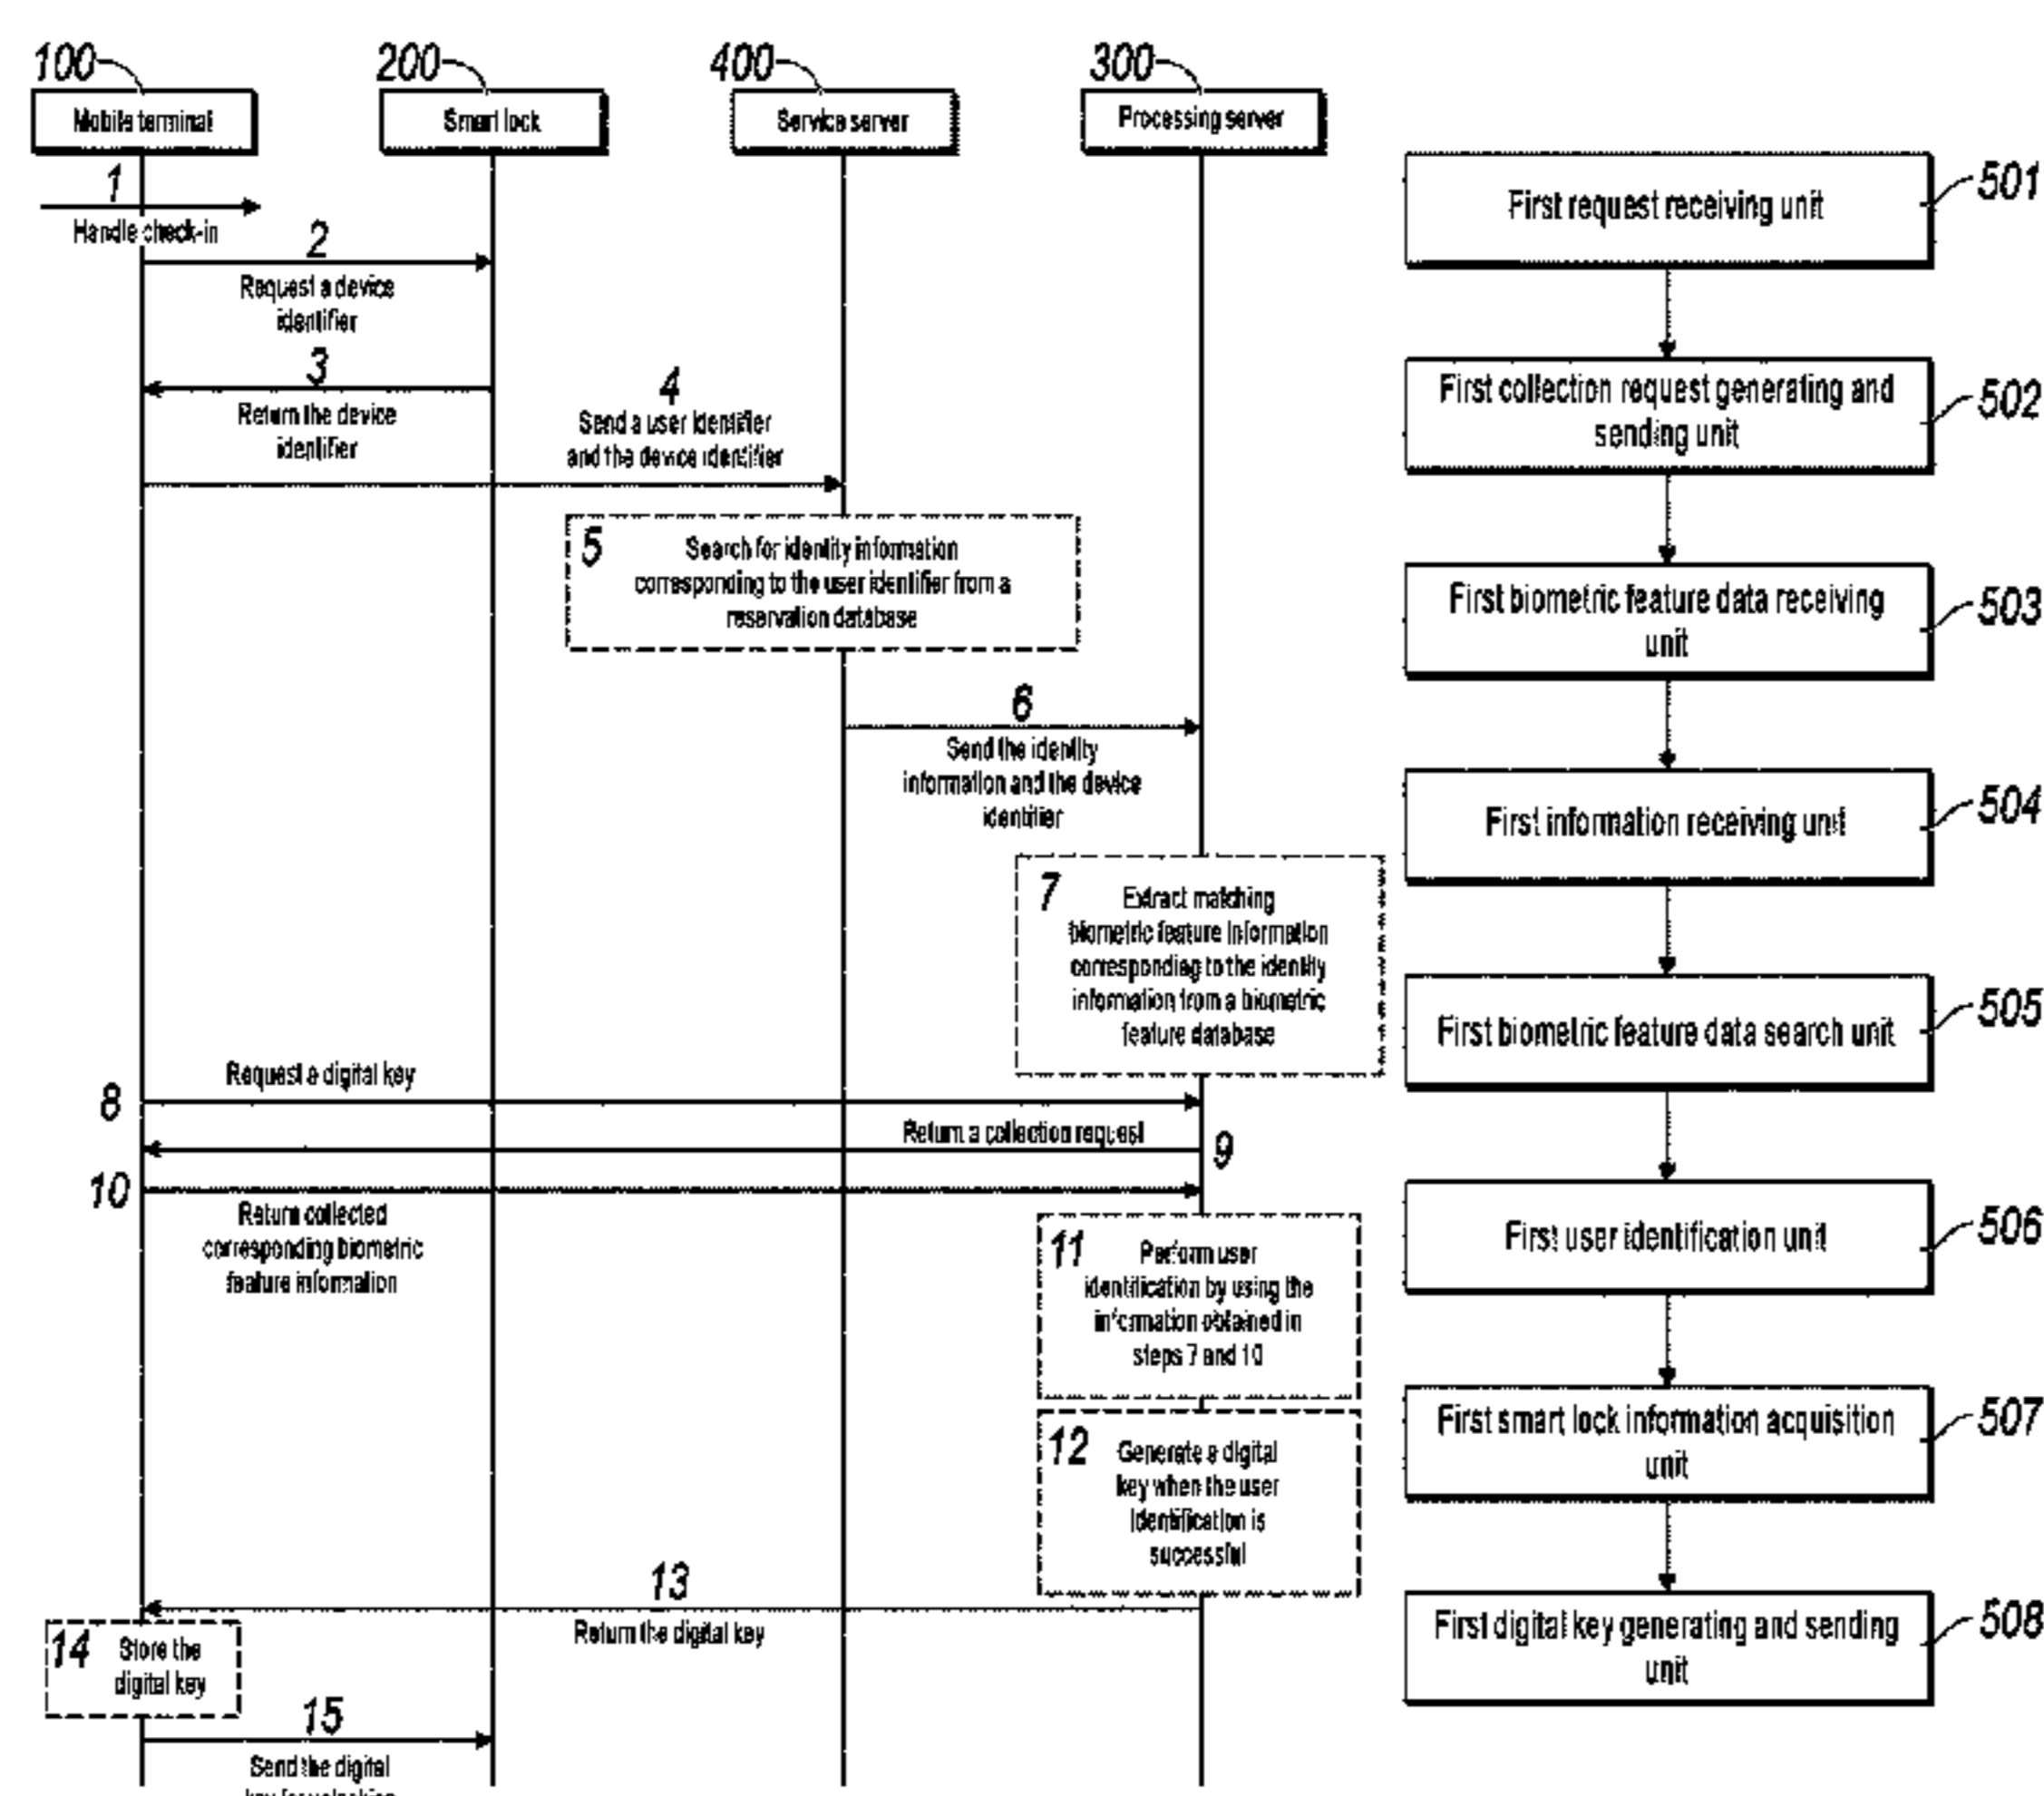 100
200
400
300
Mobile terminal
Smart lock
Service server
Processing server
1
Handle check-in
2
Request a device
identifier
3
Return the device
identifier
4
Send a user identifier
and the device identifier
5
Search for identity information
corresponding to the user identifier from a
reservation database
6
Send the identity
information and the device
identifier
7
Extract matching
biometric feature information
corresponding to the identity
information from a biometric
feature database
Request a digital key
8
Return a collection request
9
10
Return collected
corresponding biometric
feature information
11
Perform user
identification by using the
information obtained in
steps 7 and 10
12
Generate a digital
key when the user
identification is
successful
13
Return the digital key
14
Store the
digital key
15
Send the digital
First request receiving unit
501
First collection request generating and
sending unit
502
First biometric feature data receiving
unit
503
First information receiving unit
504
First biometric feature data search unit
505
First user identification unit
506
First smart lock information acquisition
unit
507
First digital key generating and sending
unit
508